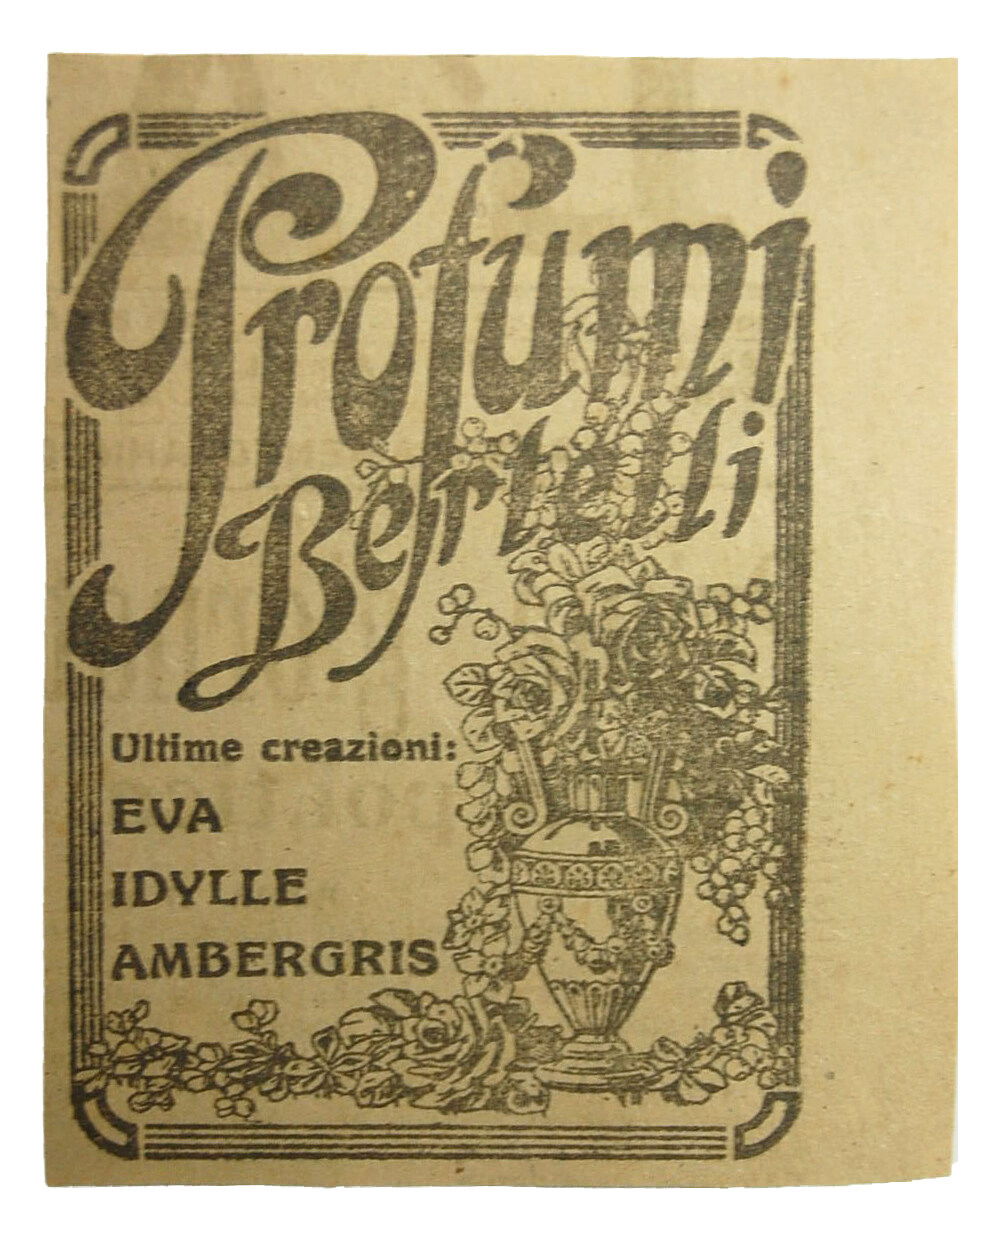 Profumi
Bertelli
Ultime creazioni:
EVA
IDYLLE
AMBERGRIS